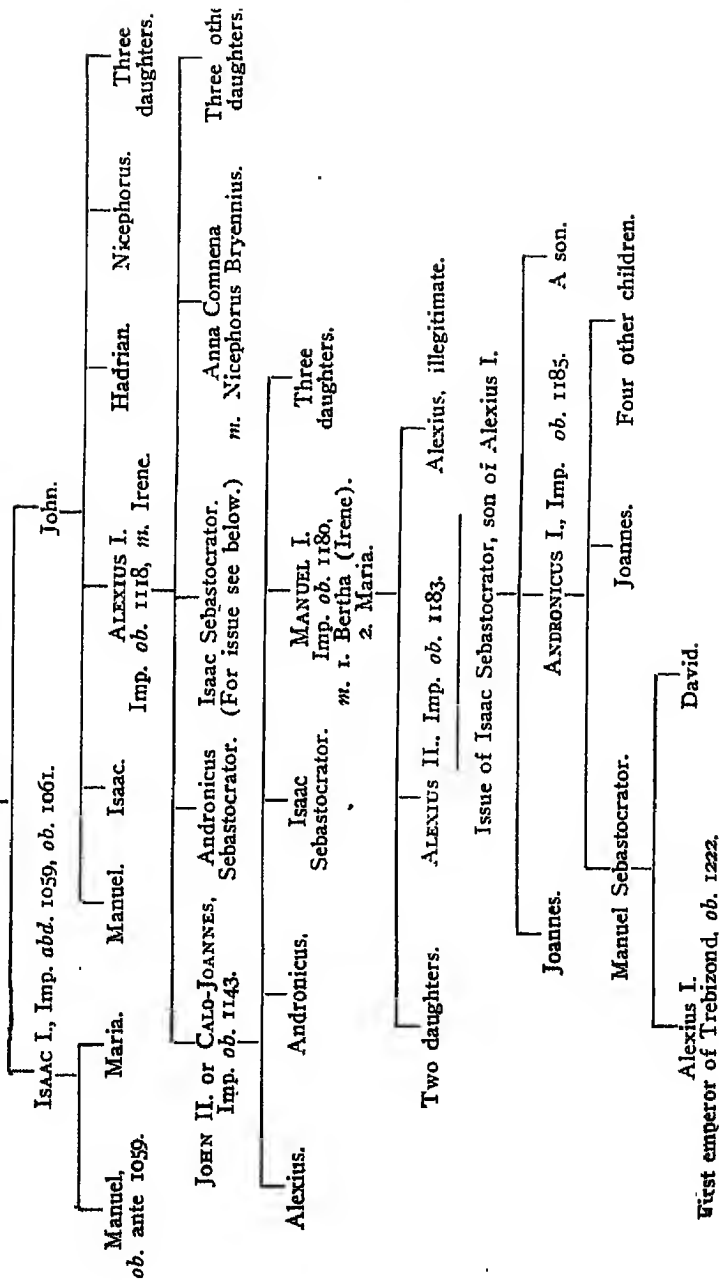 ISAAC I., Imp. abd. 1059, ob. 1061.
John.
Manuel,
ob. ante 1059.
Maria.
Manuel.
Isaac.
ALEXIUS I.
Imp. ob. 1118, m. Irene.
Hadrian.
Nicephorus.
Three
daughters.
JOHN II. or CALO-JOANNES,
Imp. ob. 1143.
Andronicus
Sebastocrator.
Isaac Sebastocrator.
(For issue see below.)
Anna Comnena
m. Nicephorus Bryennius.
Three othe
daughters.
Alexius.
Andronicus.
Isaac
Sebastocrator.
MANUEL I.
Imp. ob. 1180,
m. 1. Bertha (Irene).
2. Maria.
Three
daughters.
Two daughters.
ALEXIUS II., Imp. ob. 1183.
Alexius, illegitimate.
Issue of Isaac Sebastocrator, son of Alexius I.
Joannes.
ANDRONICUS I., Imp. ob. 1185.
A son.
Manuel Sebastocrator.
Joannes.
Four other children.
Alexius I.
First emperor of Trebizond, ob. 1222.
David.